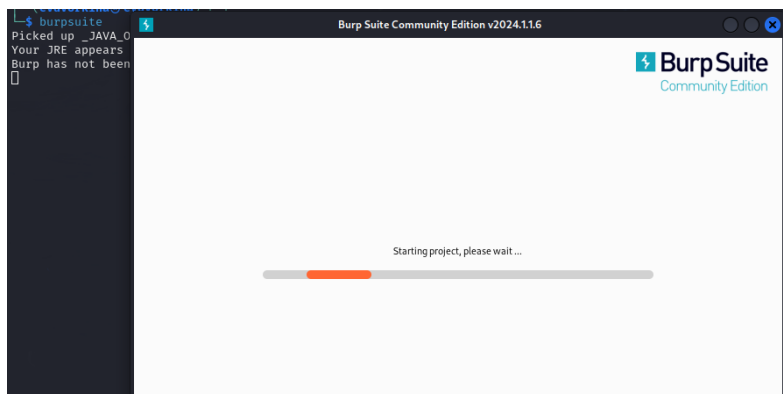 $ burpsuite
Picked up _JAVA_O
Your JRE appears
Burp has not been
Burp Suite Community Edition v2024.1.1.6
Burp Suite
Community Edition
Starting project, please wait ...